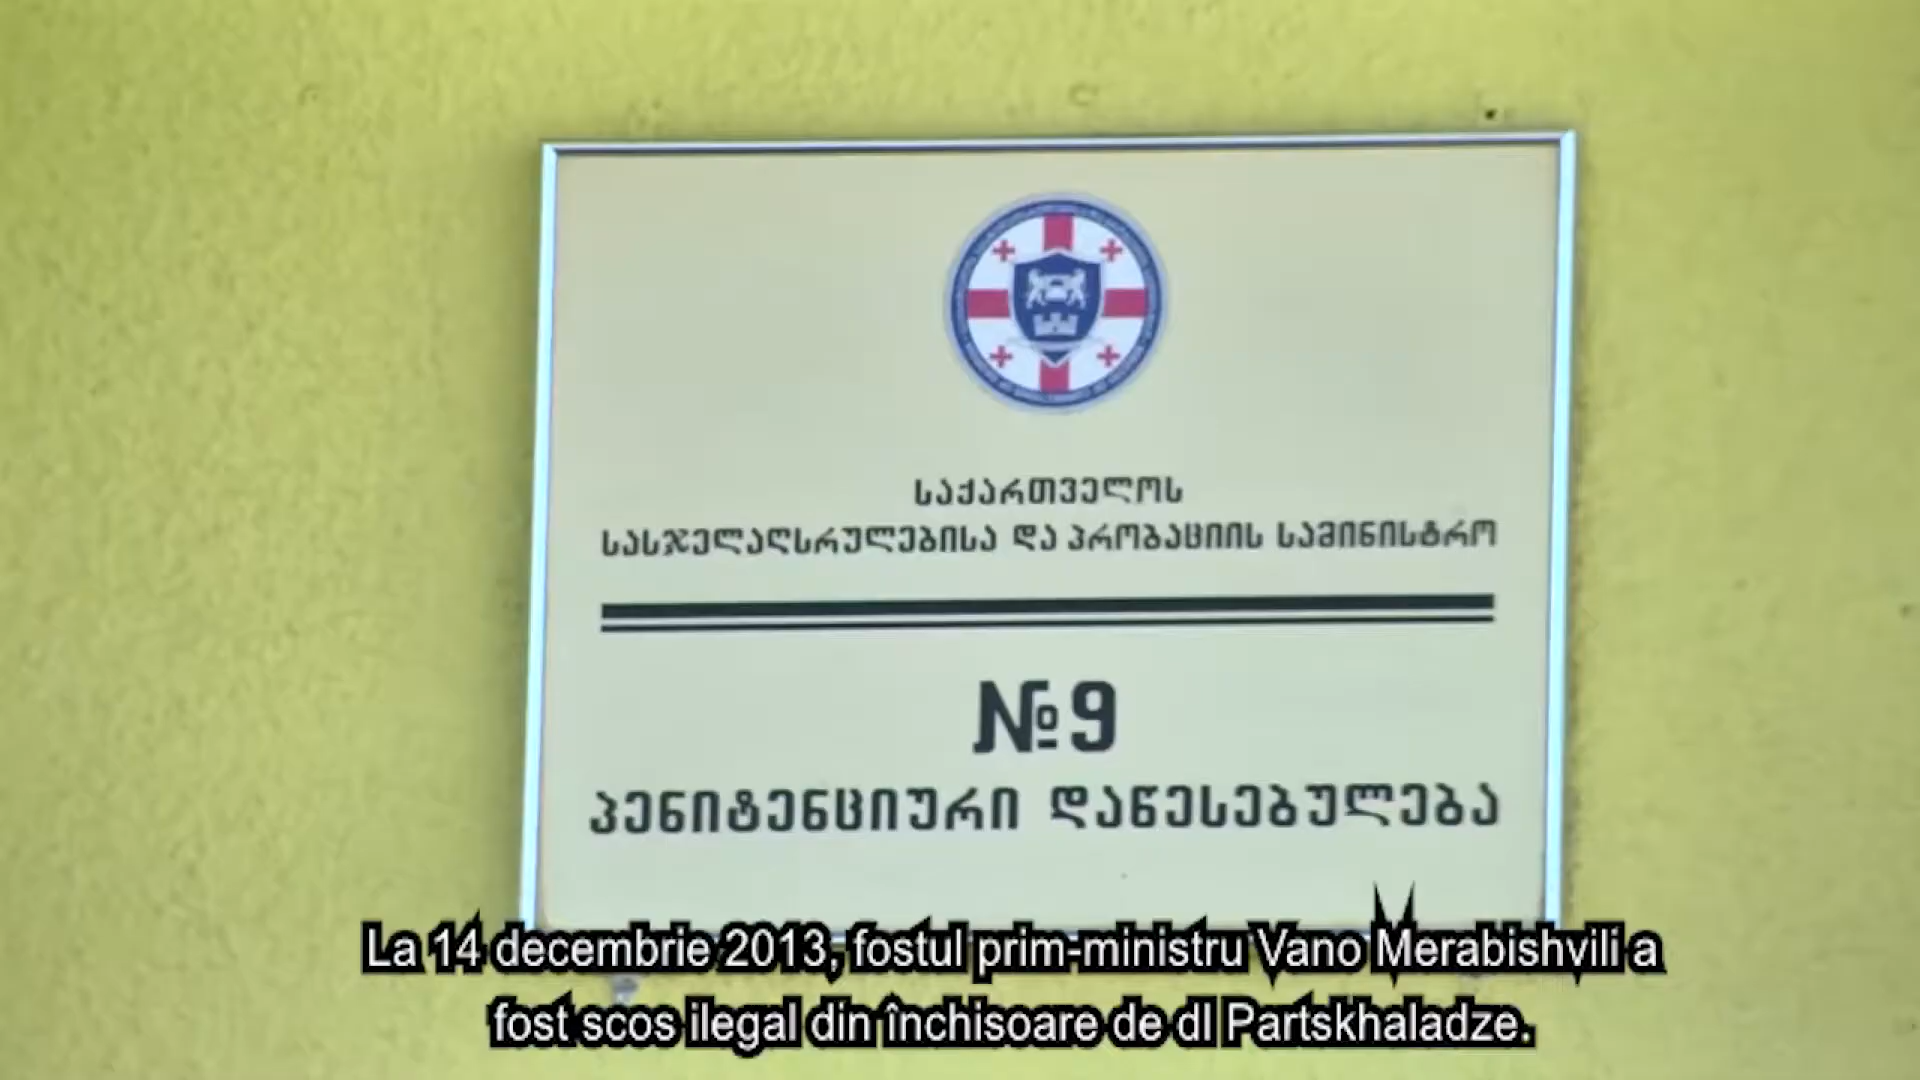 საქართველოს
სასჯელაღსრულებისა და პრობაციის სამინისტრო
№9
პენიტენციური დაწესებულება
La 14 decembrie 2013, fostul prim-ministru Vano Merabishvili a
fost scos ilegal din închisoare de dl Partskhaladze.